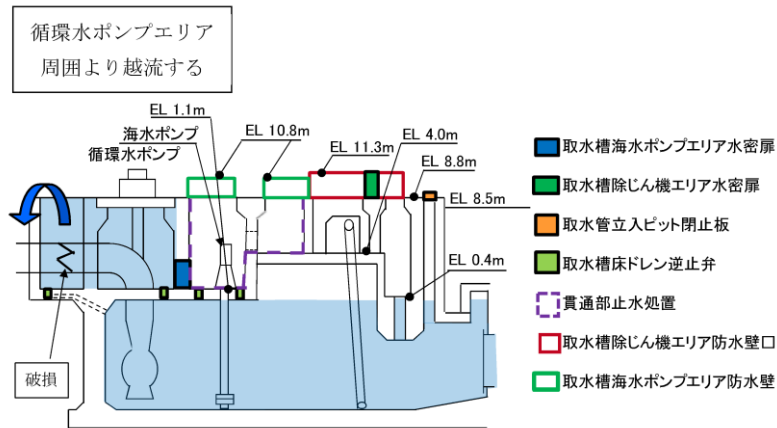 循環水ポンプエリア
周囲より越流する
EL 1.1m
海水ポンプ
循環水ポンプ
EL 10.8m
EL 11.3m
EL 4.0m
EL 8.8m
EL 8.5m
EL 0.4m
破損
取水槽海水ポンプエリア水密扉
取水槽除じん機エリア水密扉
取水管立入ピット閉止板
取水槽床ドレン逆止弁
貫通部止水処置
取水槽除じん機エリア防水壁口
取水槽海水ポンプエリア防水壁